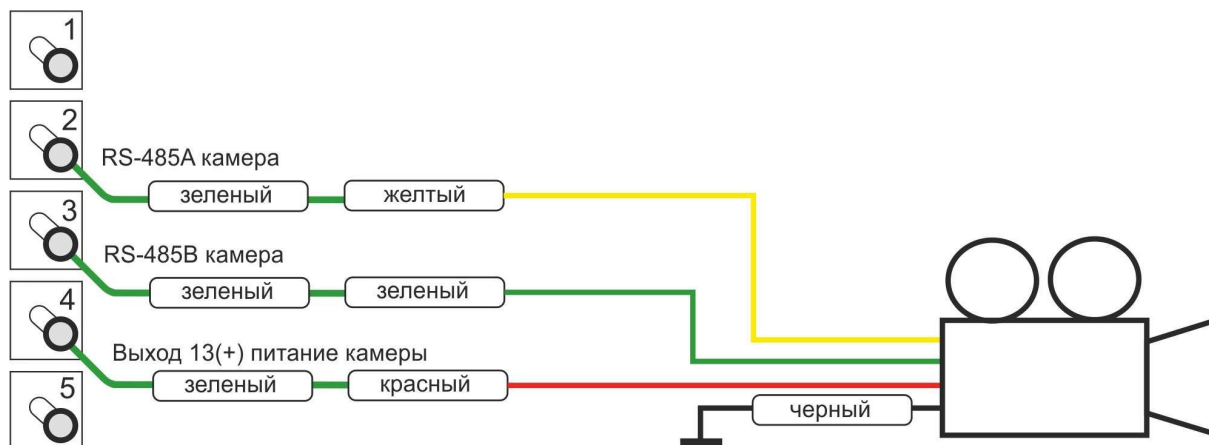 1
2
RS-485A камера
зеленый желтый
3
RS-485B камера
зеленый зеленый
4
Выход 13(+) питание камеры
зеленый красный
5
черный